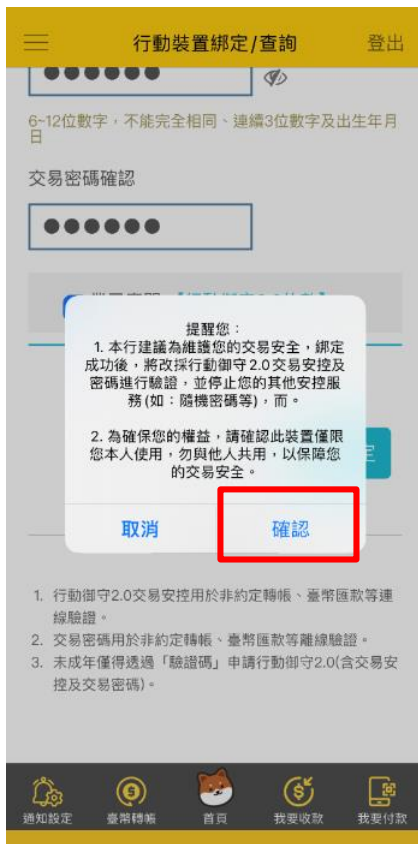 行動裝置綁定/查詢
登出
6~12位數字，不能完全相同、連續3位數字及出生年月
日
交易密碼確認
提醒您：
1. 本行建議為維護您的交易安全，綁定
成功後，將改採行動御守2.0交易安控及
密碼進行驗證，並停止您的其他安控服
務(如：隨機密碼等)，而。
2. 為確保您的權益，請確認此裝置僅限
您本人使用，勿與他人共用，以保障您
的交易安全。
取消
確認
1. 行動御守2.0交易安控用於非約定轉帳、臺幣匯款等連
線驗證。
2. 交易密碼用於非約定轉帳、臺幣匯款等離線驗證。
3. 未成年僅得透過「驗證碼」申請行動御守2.0(含交易安
控及交易密碼)。
通知設定
臺幣轉帳
首頁
我要收款
我要付款